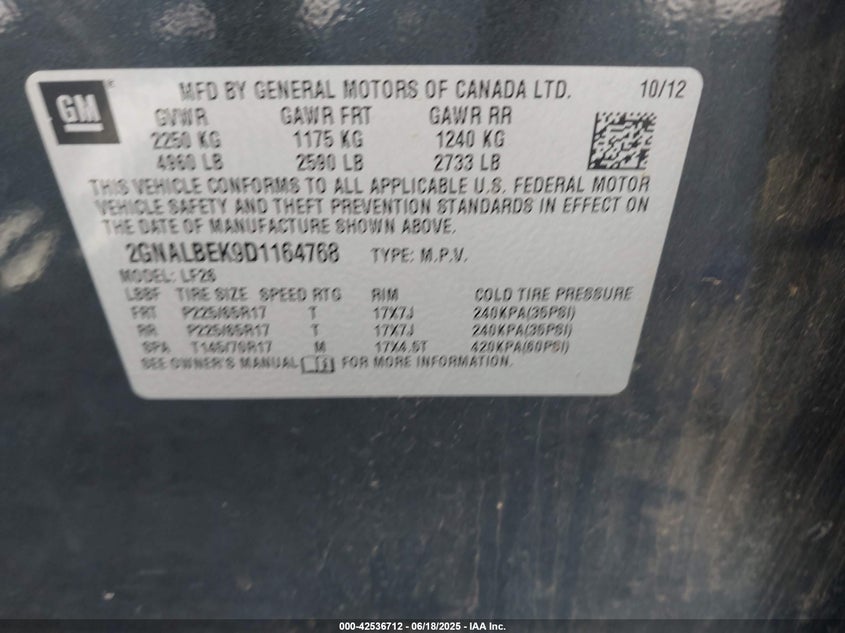 GM
MFD BY GENERAL MOTORS OF CANADA LTD. 10/12
GVWR GAWR FRT GAWR RR
2250 KG 1175 KG 1240 KG
4960 LB 2590 LB 2733 LB
THIS VEHICLE CONFORMS TO ALL APPLICABLE U.S. FEDERAL MOTOR
VEHICLE SAFETY AND THEFT PREVENTION STANDARDS IN EFFECT ON
THE DATE OF MANUFACTURE SHOWN ABOVE.
2GNALBEK9D1164768 TYPE: M.P.V.
MODEL: LF26
LBBF TIRE SIZE SPEED RTG RIM COLD TIRE PRESSURE
FRT P225/65R17 T 17X7J 240KPA(35PSI)
RR P225/65R17 T 17X7J 240KPA(35PSI)
SPA T145/70R17 M 17X4.5T 420KPA(60PSI)
SEE OWNER'S MANUAL FOR MORE INFORMATION.
000-42536712 - 06/18/2025 - IAA Inc.